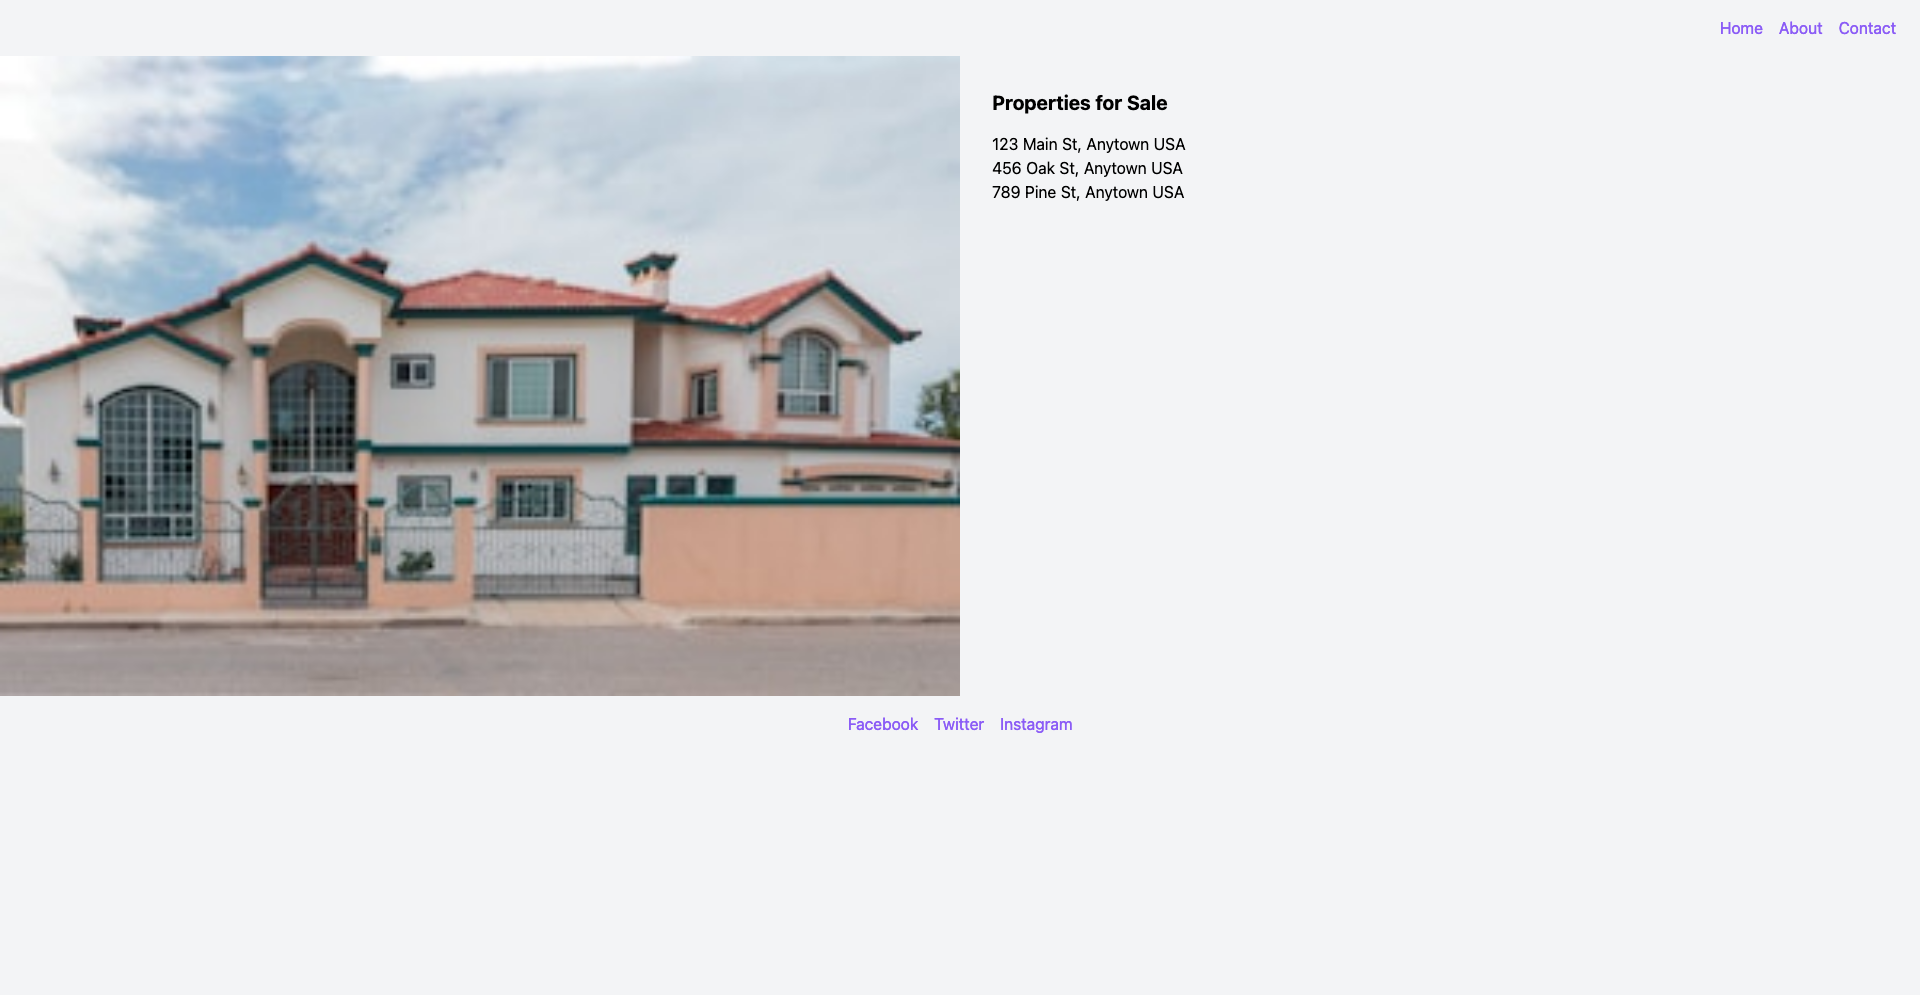 Home About Contact
Properties for Sale
123 Main St, Anytown USA
456 Oak St, Anytown USA
789 Pine St, Anytown USA
Facebook Twitter Instagram